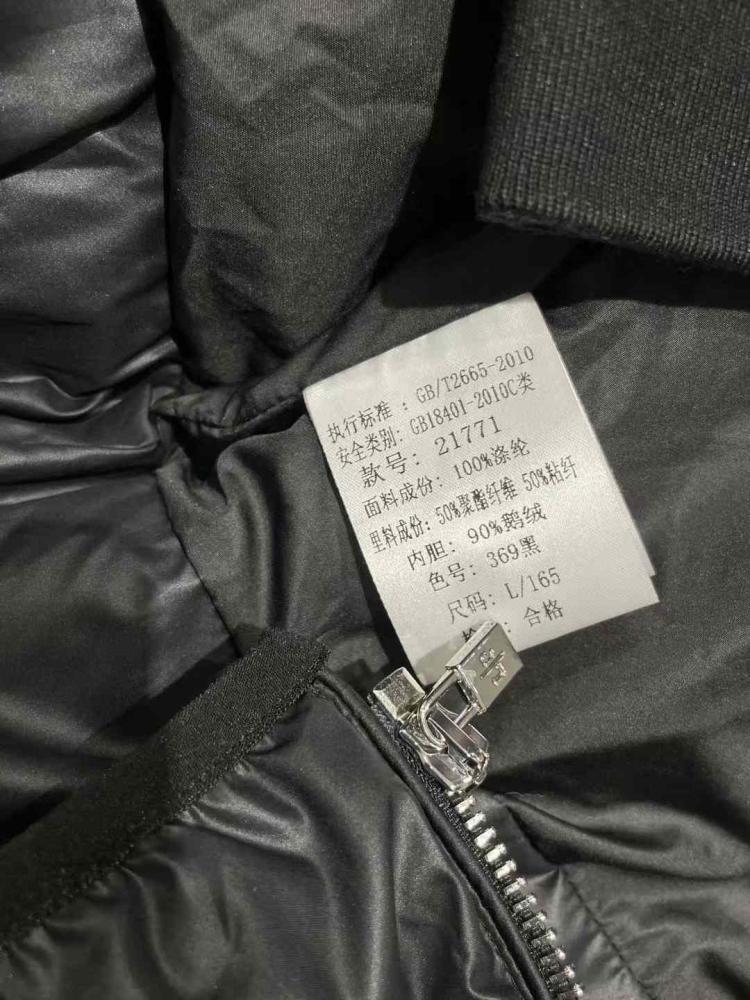 执行标准：GB/T2665-2010
安全类别：GB18401-2010C类
款号：21771
面料成份：100%涤纶
里料成份：50%聚酯纤维 50%粘纤
内胆：90%鹅绒
色号：369黑
尺码：L/165
：合格